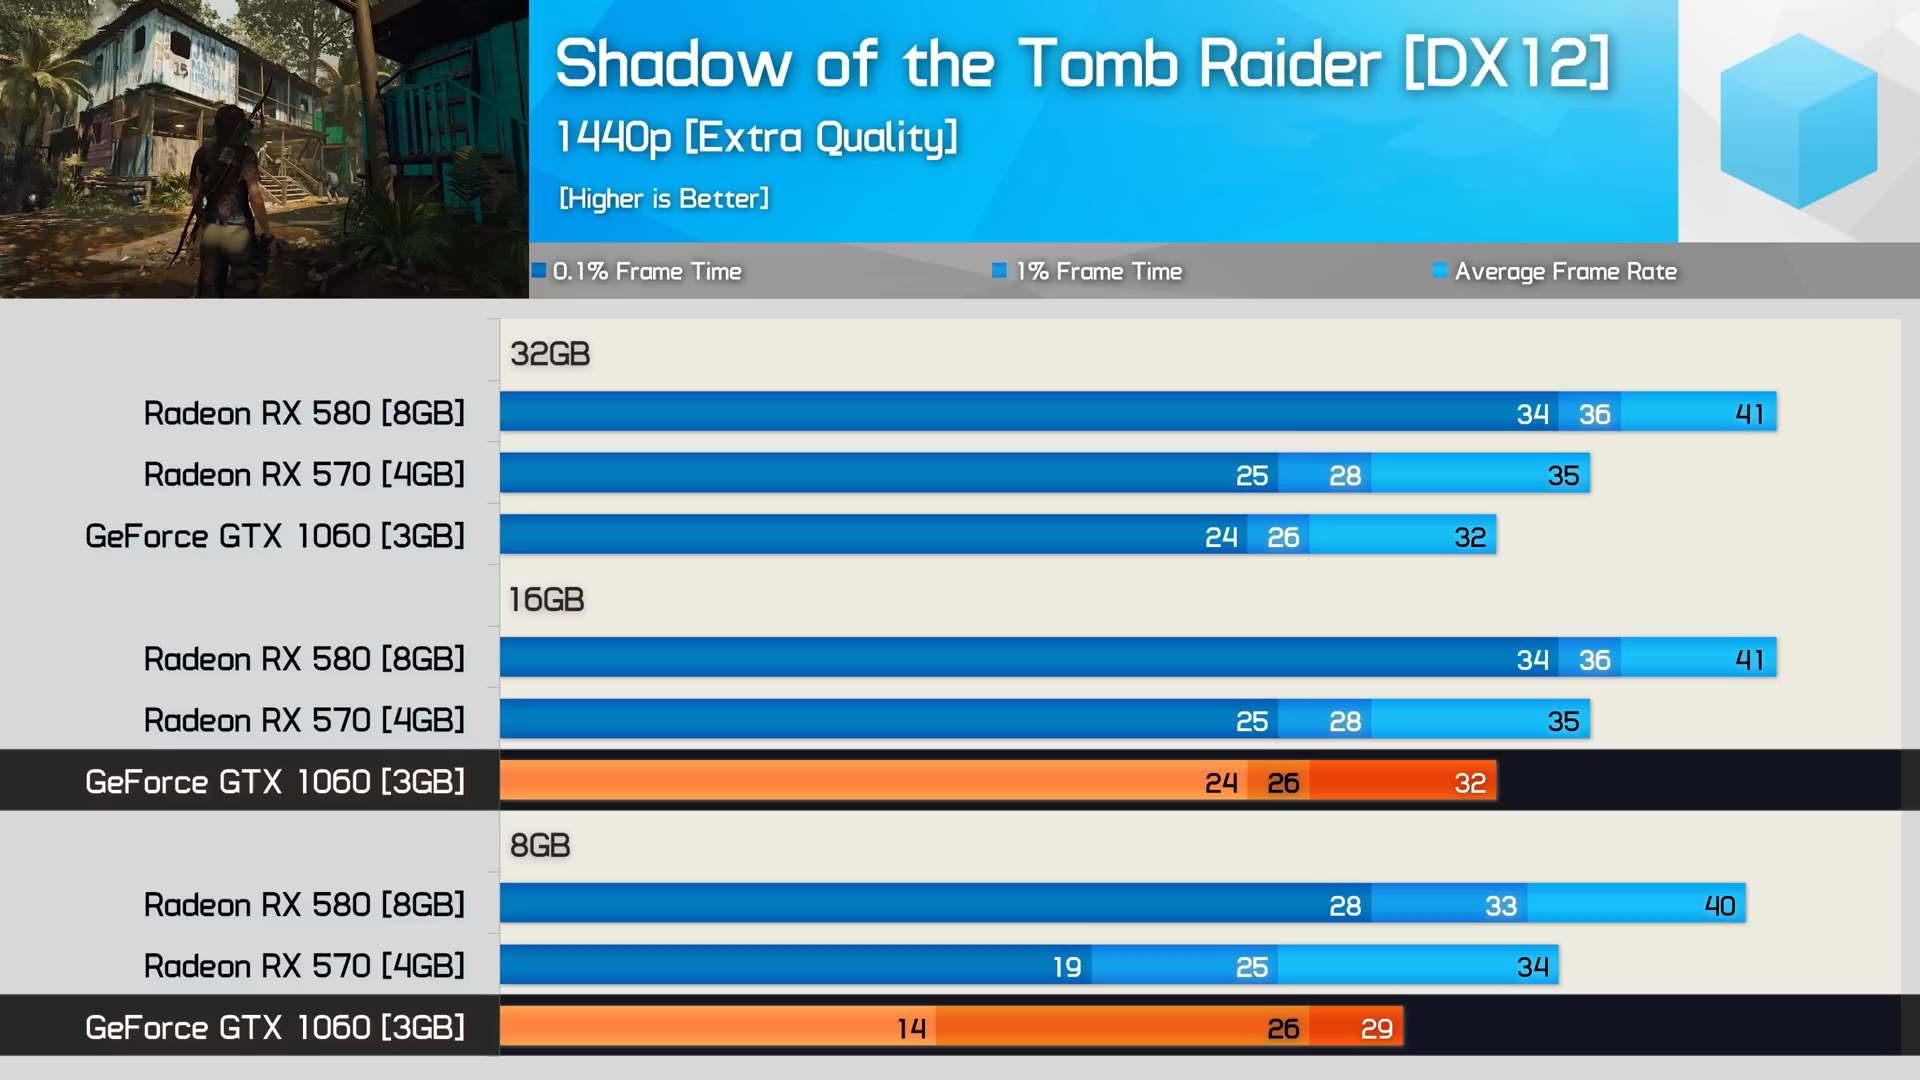 Shadow of the Tomb Raider [DX12]
1440p [Extra Quality]
[Higher is Better]
0.1% Frame Time 1% Frame Time Average Frame Rate
32GB
Radeon RX 580 [8GB] 34 36 41
Radeon RX 570 [4GB] 25 28 35
GeForce GTX 1060 [3GB] 24 26 32
16GB
Radeon RX 580 [8GB] 34 36 41
Radeon RX 570 [4GB] 25 28 35
GeForce GTX 1060 [3GB] 24 26 32
8GB
Radeon RX 580 [8GB] 28 33 40
Radeon RX 570 [4GB] 19 25 34
GeForce GTX 1060 [3GB] 14 26 29